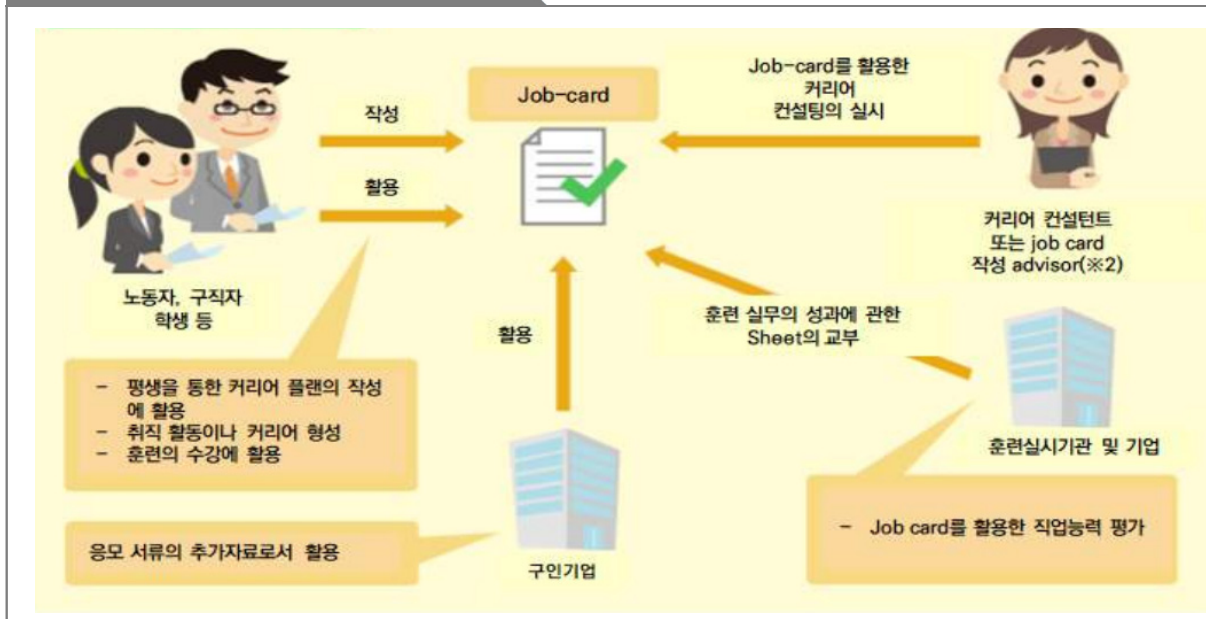 Job-card
작성
활용
Job-card를 활용한
커리어
컨설팅의 실시
노동자, 구직자
학생 등
커리어 컨설턴트
또는 job card
작성 advisor(※2)
활용
훈련 실무의 성과에 관한
Sheet의 교부
- 평생을 통한 커리어 플랜의 작성
에 활용
- 취직 활동이나 커리어 형성
- 훈련의 수강에 활용
훈련실시기관 및 기업
- Job card를 활용한 직업능력 평가
응모 서류의 추가자료로서 활용
구인기업